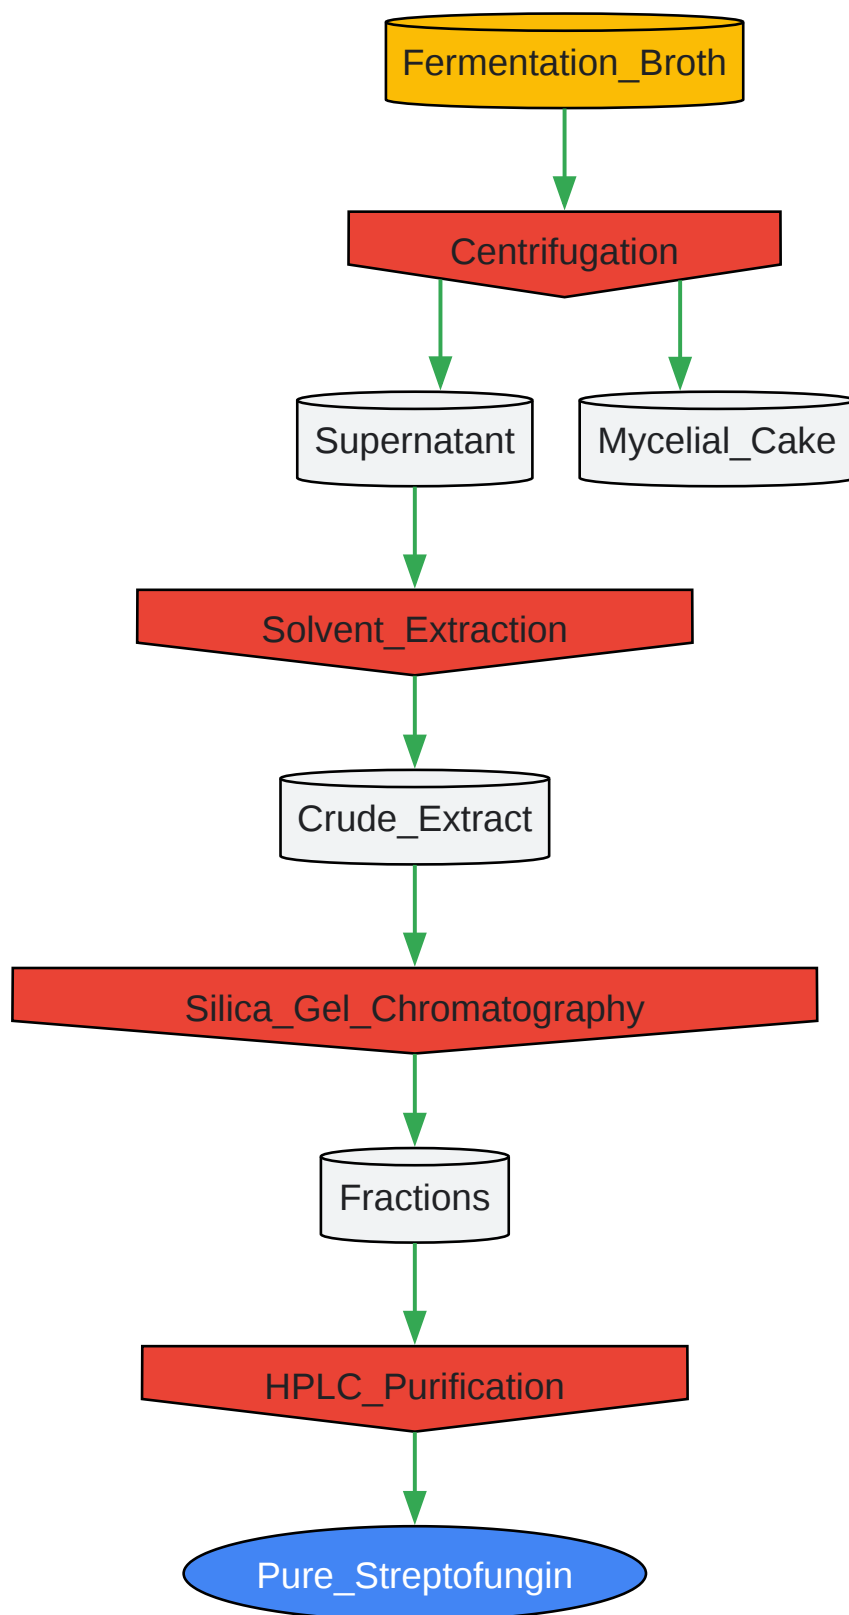 Fermentation_Broth
Centrifugation
Supernatant
Mycelial_Cake
Solvent_Extraction
Crude_Extract
Silica_Gel_Chromatography
Fractions
HPLC_Purification
Pure_Streptofungin